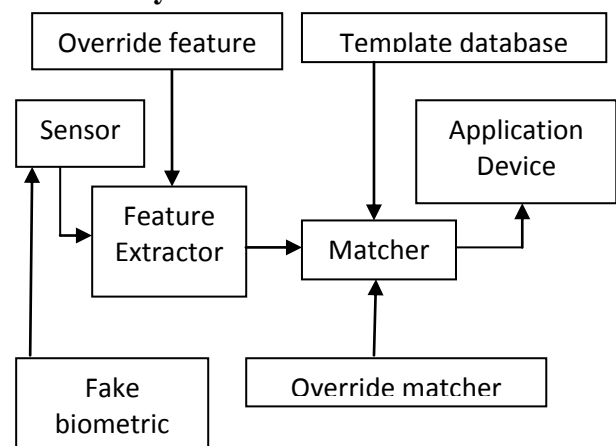 Override feature
Template database
Sensor
Application
Device
Feature
Extractor
Matcher
Fake
biometric
Override matcher